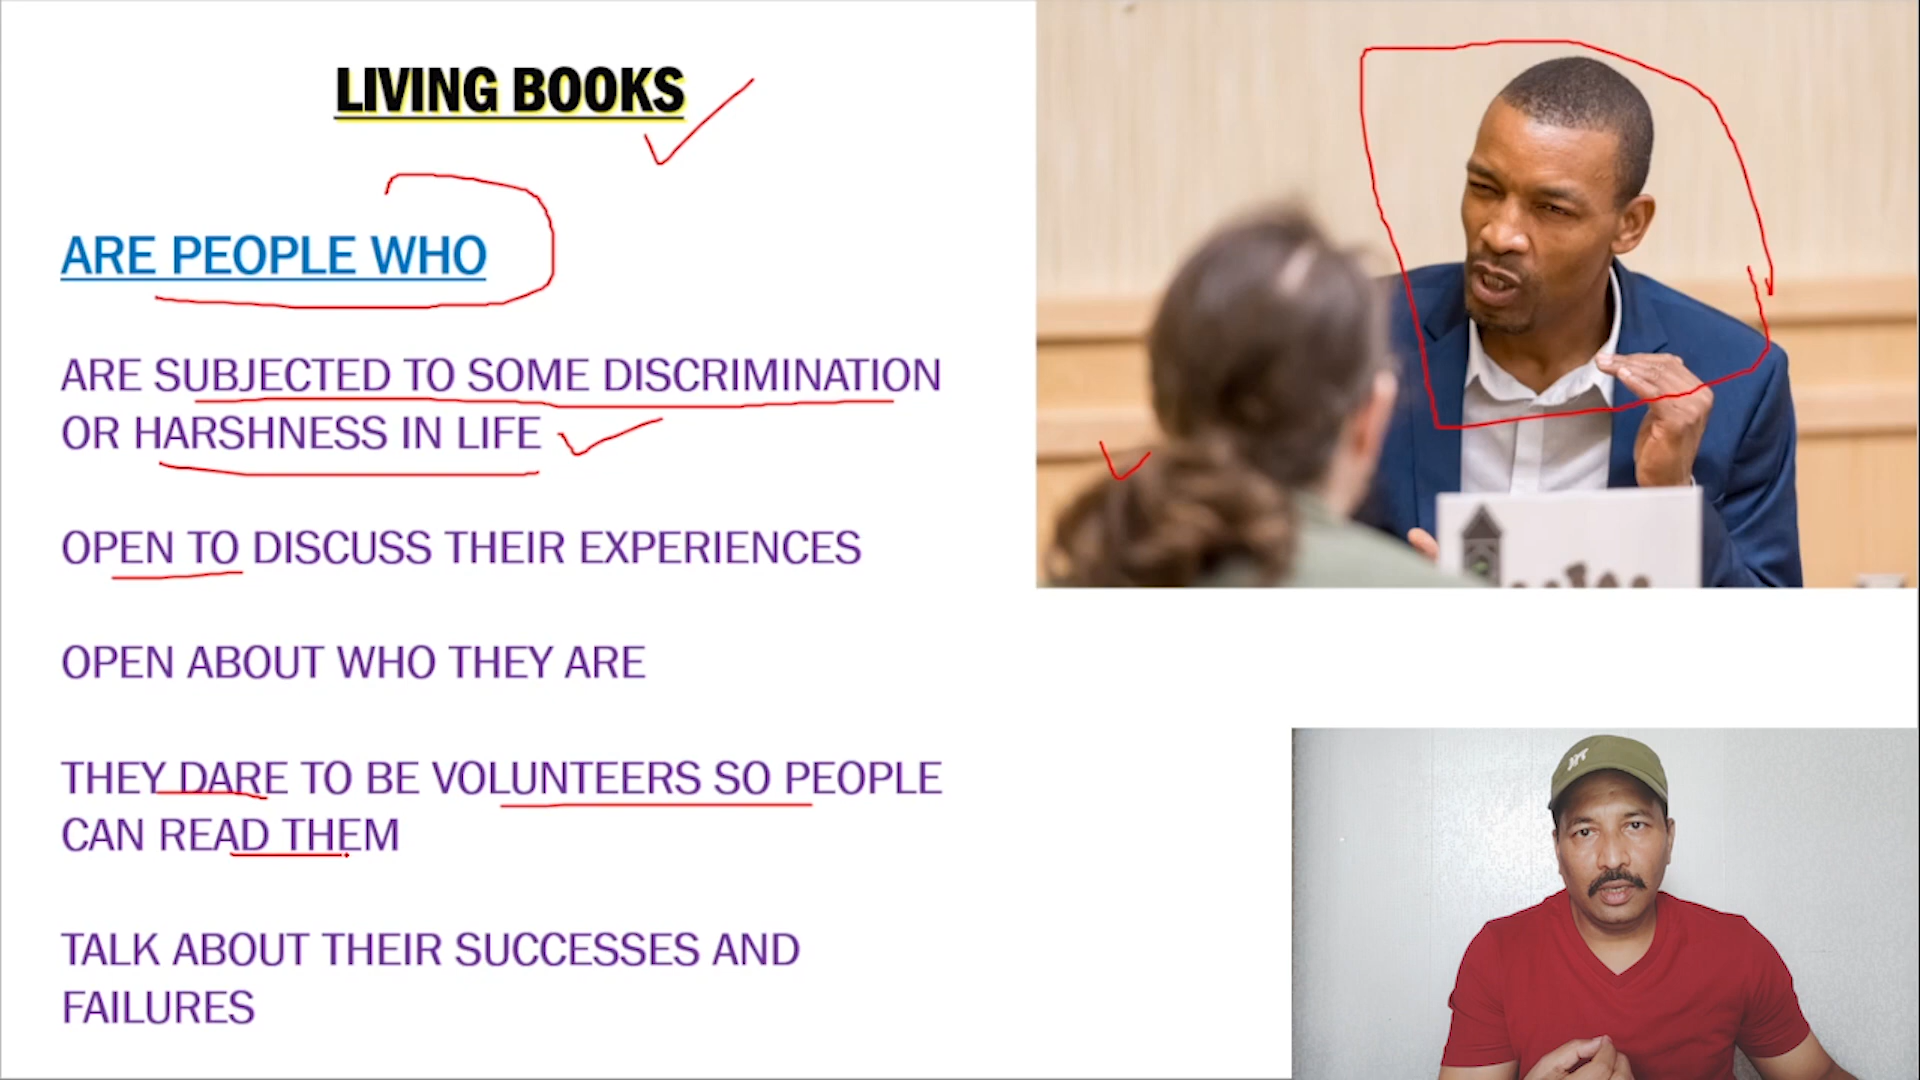 LIVING BOOKS
ARE PEOPLE WHO
ARE SUBJECTED TO SOME DISCRIMINATION
OR HARSHNESS IN LIFE
OPEN TO DISCUSS THEIR EXPERIENCES
OPEN ABOUT WHO THEY ARE
THEY DARE TO BE VOLUNTEERS SO PEOPLE
CAN READ THEM
TALK ABOUT THEIR SUCCESSES AND
FAILURES